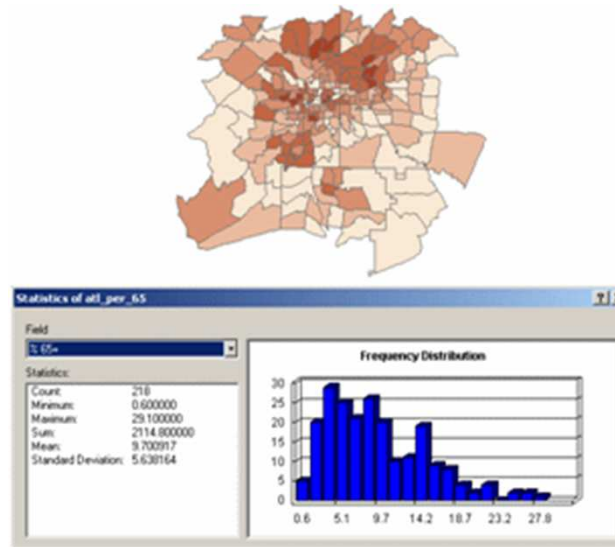 Statistics of atl_per_65
Field
% 65+
Statistics:
Count: 218
Minimum: 0.600000
Maximum: 29.100000
Sum: 2114.800000
Mean: 9.700917
Standard Deviation: 5.638164
Frequency Distribution
30
25
20
15
10
5
0
0.6 5.1 9.7 14.2 18.7 23.2 27.8